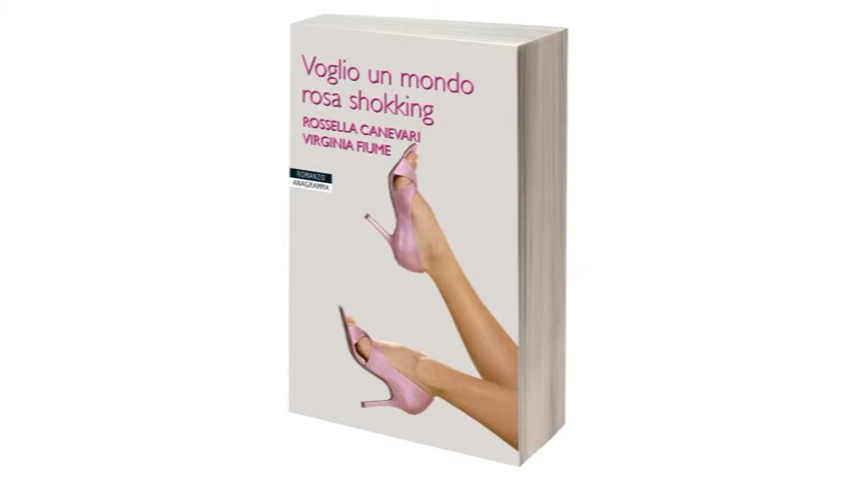 Voglio un mondo
rosa shokking
ROSSELLA CANEVARI
VIRGINIA FIUME
ROMANZO
ANAGRAMMA